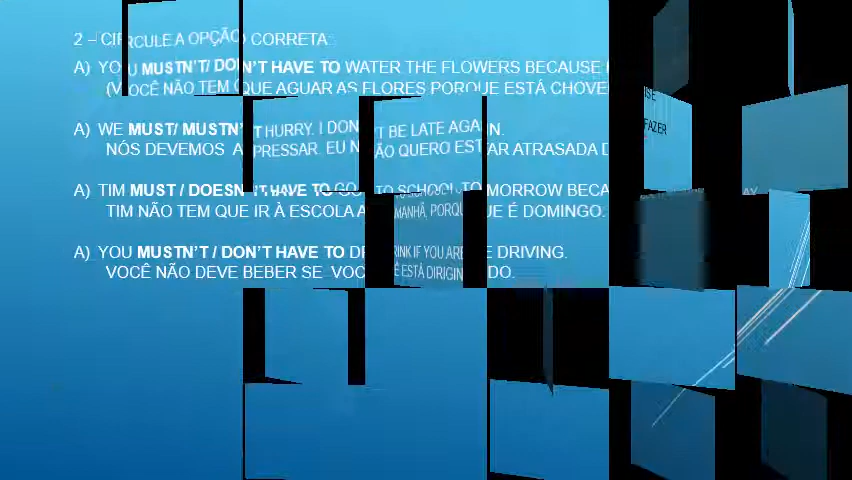 2 – CIRCULE A OPÇÃO CORRETA:
A) YOU MUSTN'T/ DON'T HAVE TO WATER THE FLOWERS BECAUSE
(VOCÊ NÃO TEM QUE AGUAR AS FLORES PORQUE ESTÁ
A) WE MUST/ MUSTN'T HURRY. I DON'T BE LATE AGAIN.
NÓS DEVEMOS APRESSAR. EU NÃO QUERO ESTAR ATRASADA
A) TIM MUST / DOESN'T HAVE TO GO TO SCHOOL TOMORROW
TIM NÃO TEM QUE IR À ESCOLA AMANHÃ, PORQUE É DOMINGO.
A) YOU MUSTN'T / DON'T HAVE TO DRINK IF YOU ARE DRIVING.
VOCÊ NÃO DEVE BEBER SE VOCÊ ESTÁ DIRIGINDO.
FAZER